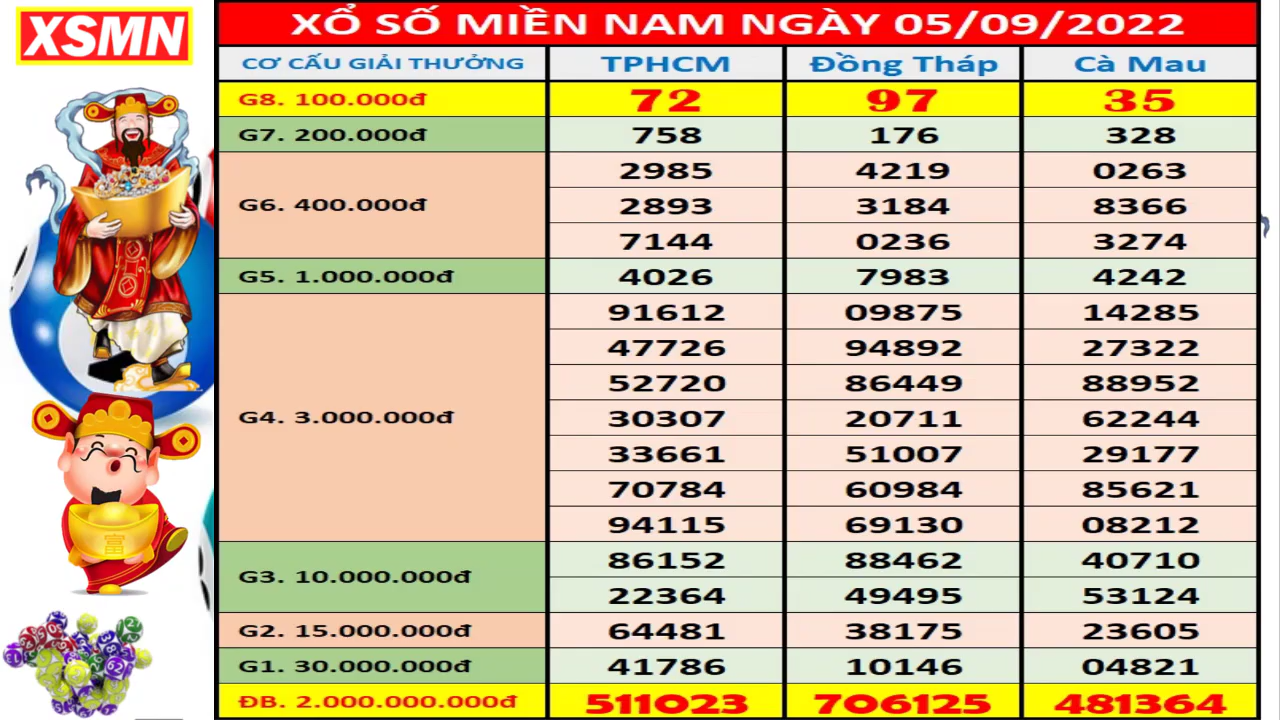 XSMN
XỔ SỐ MIỀN NAM NGÀY 05/09/2022
CƠ CẤU GIẢI THƯỞNG TPHCM Đồng Tháp Cà Mau
G8. 100.000đ 72 97 35
G7. 200.000đ 758 176 328
2985 4219 0263
G6. 400.000đ 2893 3184 8366
7144 0236 3274
G5. 1.000.000đ 4026 7983 4242
91612 09875 14285
47726 94892 27322
52720 86449 88952
G4. 3.000.000đ 30307 20711 62244
33661 51007 29177
70784 60984 85621
94115 69130 08212
G3. 10.000.000đ 86152 88462 40710
22364 49495 53124
G2. 15.000.000đ 64481 38175 23605
G1. 30.000.000đ 41786 10146 04821
ĐB. 2.000.000.000đ 511023 706125 481364
富